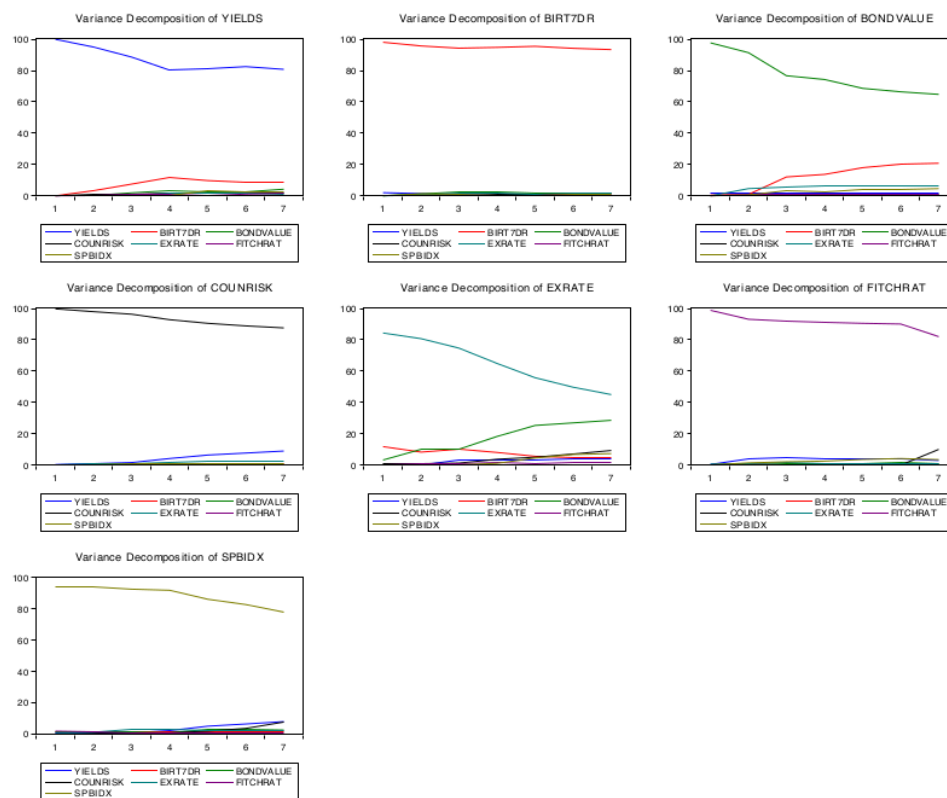 Variance Decomposition of YIELDS
100
80
60
40
20
0
1 2 3 4 5 6 7
YIELDS BIRT7DR BONDVALUE
COUNRISK EXRATE FITCHRAT
SPBIDX
Variance Decomposition of BIRT7DR
100
80
60
40
20
0
1 2 3 4 5 6 7
YIELDS BIRT7DR BONDVALUE
COUNRISK EXRATE FITCHRAT
SPBIDX
Variance Decomposition of BONDVALUE
100
80
60
40
20
0
1 2 3 4 5 6 7
YIELDS BIRT7DR BONDVALUE
COUNRISK EXRATE FITCHRAT
SPBIDX
Variance Decomposition of COUNRISK
100
80
60
40
20
0
1 2 3 4 5 6 7
YIELDS BIRT7DR BONDVALUE
COUNRISK EXRATE FITCHRAT
SPBIDX
Variance Decomposition of EXRATE
100
80
60
40
20
0
1 2 3 4 5 6 7
YIELDS BIRT7DR BONDVALUE
COUNRISK EXRATE FITCHRAT
SPBIDX
Variance Decomposition of FITCHRAT
100
80
60
40
20
0
1 2 3 4 5 6 7
YIELDS BIRT7DR BONDVALUE
COUNRISK EXRATE FITCHRAT
SPBIDX
Variance Decomposition of SPBIDX
100
80
60
40
20
0
1 2 3 4 5 6 7
YIELDS BIRT7DR BONDVALUE
COUNRISK EXRATE FITCHRAT
SPBIDX